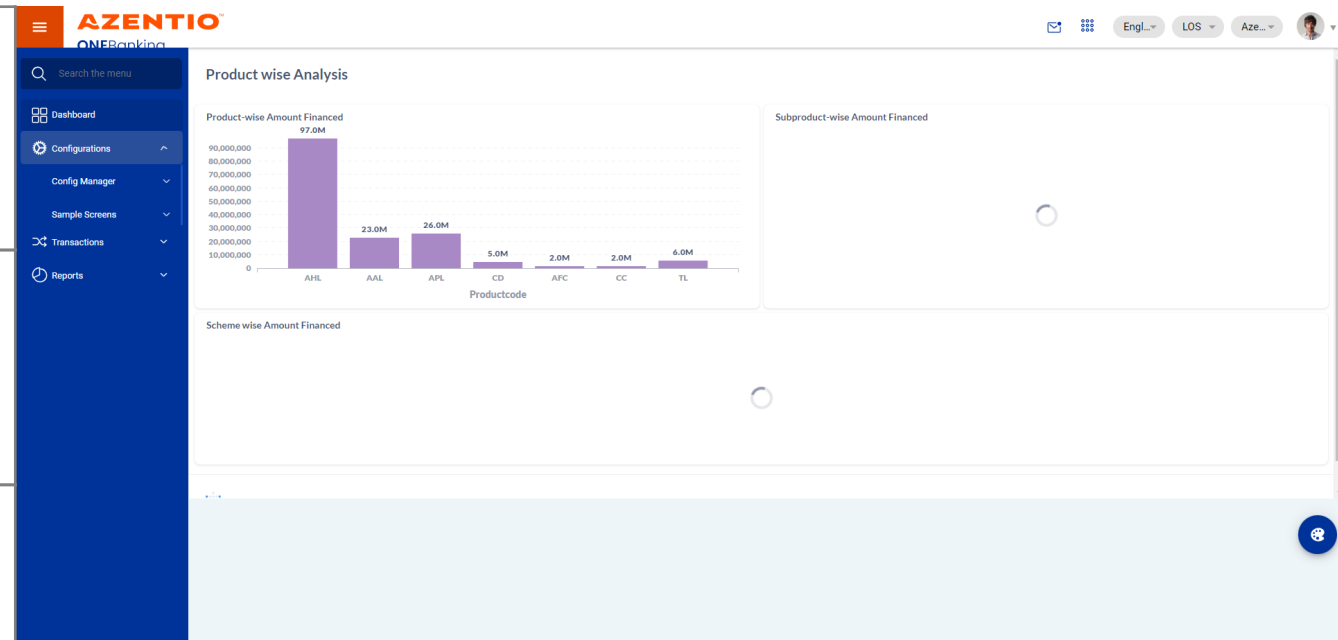 AZENTIO
ONEBanking
Engl...
LOS
Aze...
Search the menu
Dashboard
Configurations
Config Manager
Sample Screens
Transactions
Reports
Product wise Analysis
Product-wise Amount Financed
97.0M
90,000,000
80,000,000
70,000,000
60,000,000
50,000,000
40,000,000
30,000,000
20,000,000
10,000,000
0
23.0M
26.0M
5.0M
2.0M
2.0M
6.0M
AHL
AAL
APL
CD
AFC
CC
TL
Productcode
Subproduct-wise Amount Financed
Scheme wise Amount Financed